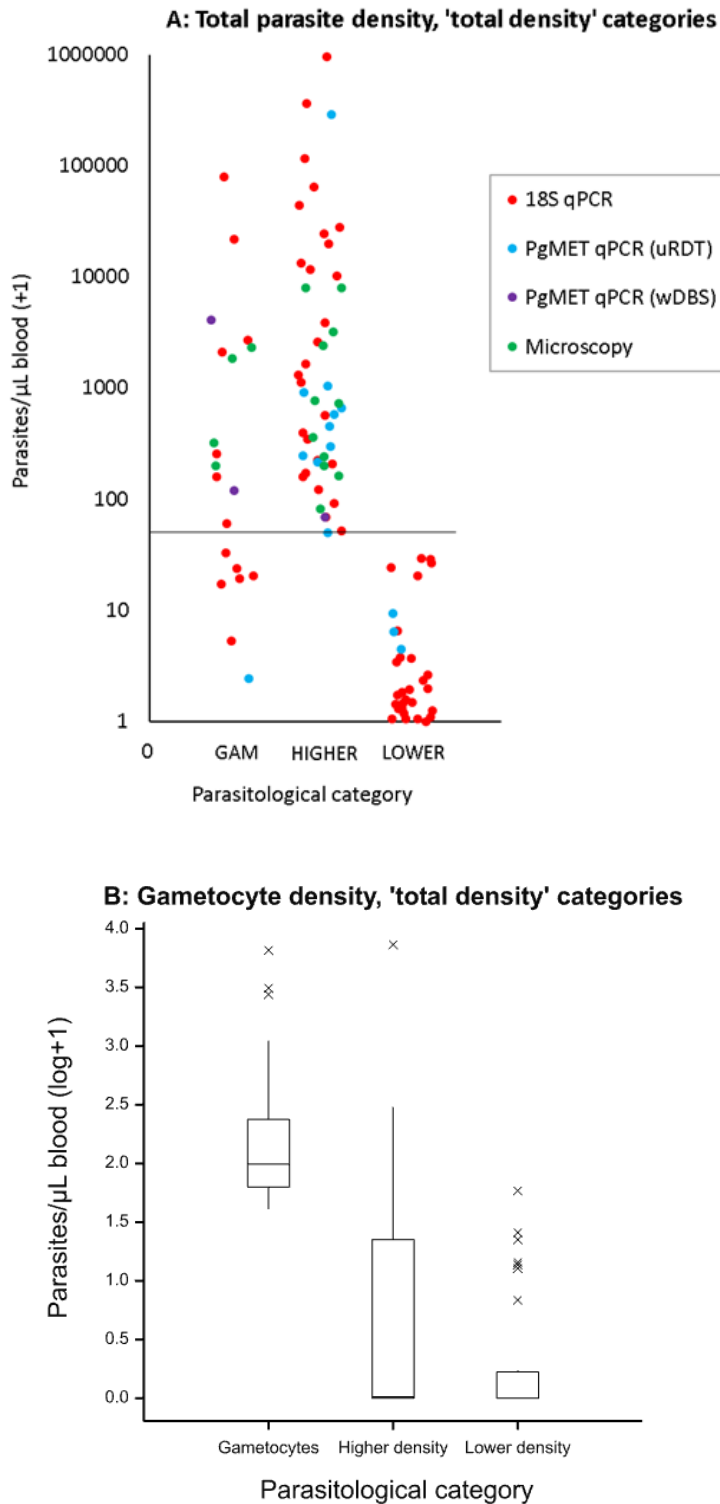 A: Total parasite density, 'total density' categories
1000000
100000
10000
1000
100
10
1
Parasites/µL blood (+1)
18S qPCR
PgMET qPCR (uRDT)
PgMET qPCR (wDBS)
Microscopy
0 GAM HIGHER LOWER
Parasitological category
B: Gametocyte density, 'total density' categories
4.0
3.5
3.0
2.5
2.0
1.5
1.0
0.5
0.0
Parasites/µL blood (log+1)
Gametocytes Higher density Lower density
Parasitological category